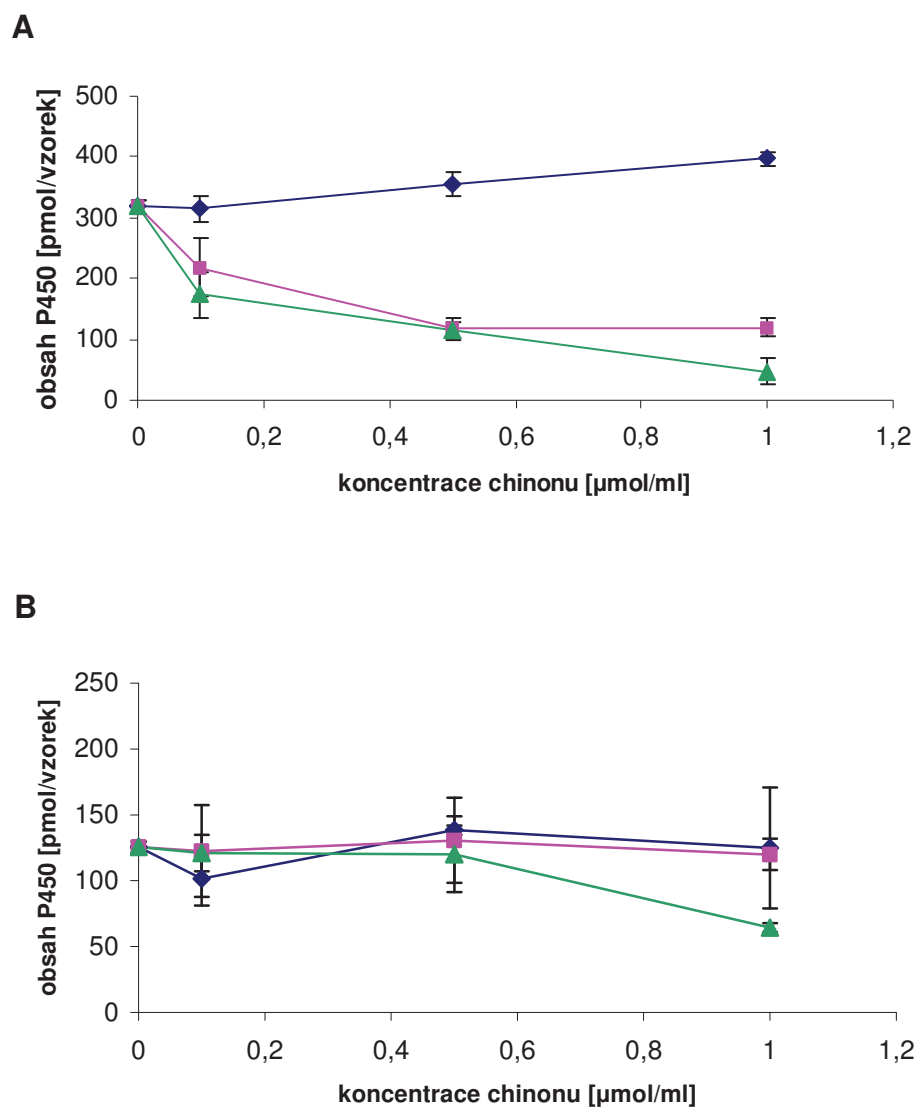 A
500
400
300
200
100
0
obsah P450 [pmol/vzorek]
0 0,2 0,4 0,6 0,8 1 1,2
koncentrace chinonu [µmol/ml]
B
250
200
150
100
50
0
obsah P450 [pmol/vzorek]
0 0,2 0,4 0,6 0,8 1 1,2
koncentrace chinonu [µmol/ml]